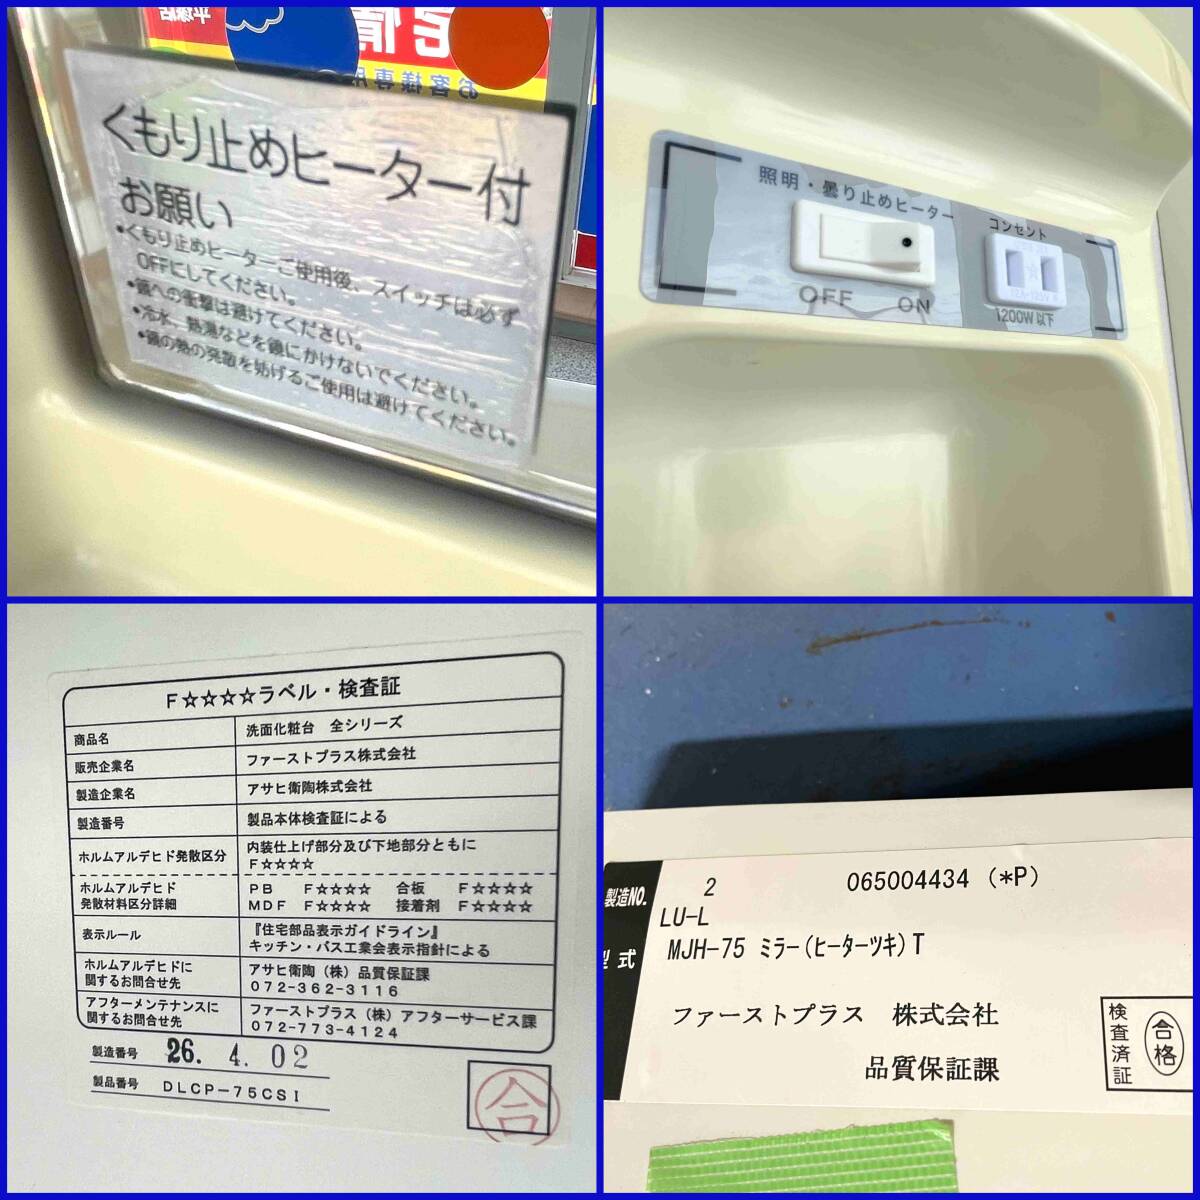 平塚店
お客様専用
くもり止めヒーター付
お願い
•くもり止めヒーターご使用後、スイッチは必ず
OFFにしてください。
•鏡への衝撃は避けてください。
•冷水、熱湯などを鏡にかけないでください。
•鏡の熱の発散を妨げるご使用は避けてください。
照明・曇り止めヒーター
コンセント
OFF ON
1200W以下
F☆☆☆☆ラベル・検査証
商品名 洗面化粧台 全シリーズ
販売企業名 ファーストプラス株式会社
製造企業名 アサヒ衛陶株式会社
製造番号 製品本体検査証による
ホルムアルデヒド発散区分 内装仕上げ部分及び下地部分ともに
F☆☆☆☆
ホルムアルデヒド PB F☆☆☆☆ 合板 F☆☆☆☆
発散材料区分詳細 MDF F☆☆☆☆ 接着剤 F☆☆☆☆
表示ルール 『住宅部品表示ガイドライン』
キッチン・バス工業会表示指針による
ホルムアルデヒドに アサヒ衛陶（株）品質保証課
関するお問合せ先 072-362-3116
アフターメンテナンスに ファーストプラス（株）アフターサービス課
関するお問合せ先 072-773-4124
製造番号 26. 4. 02
製品番号 DLCP-75CSI
合
製造NO. 2 065004434 (*P)
LU-L
型式 MJH-75 ミラー(ヒーターツキ)T
ファーストプラス 株式会社
品質保証課
検査済証
合格